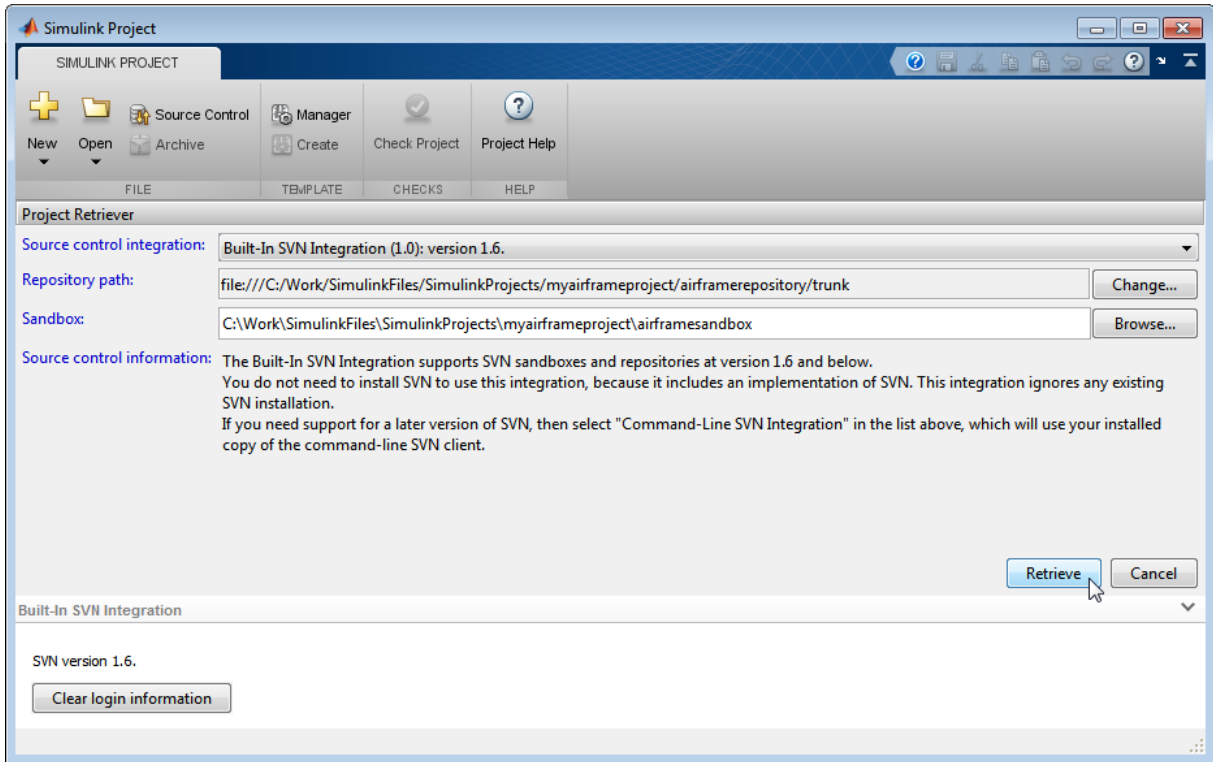 Simulink Project
SIMULINK PROJECT
New
Open
Source Control
Archive
Manager
Create
Check Project
Project Help
FILE
TEMPLATE
CHECKS
HELP
Project Retriever
Source control integration: Built-In SVN Integration (1.0): version 1.6.
Repository path: file:///C:/Work/SimulinkFiles/SimulinkProjects/myairframeproject/airframerepository/trunk Change...
Sandbox: C:\Work\SimulinkFiles\SimulinkProjects\myairframeproject\airframesandbox Browse...
Source control information: The Built-In SVN Integration supports SVN sandboxes and repositories at version 1.6 and below.
You do not need to install SVN to use this integration, because it includes an implementation of SVN. This integration ignores any existing
SVN installation.
If you need support for a later version of SVN, then select "Command-Line SVN Integration" in the list above, which will use your installed
copy of the command-line SVN client.
Retrieve Cancel
Built-In SVN Integration
SVN version 1.6.
Clear login information